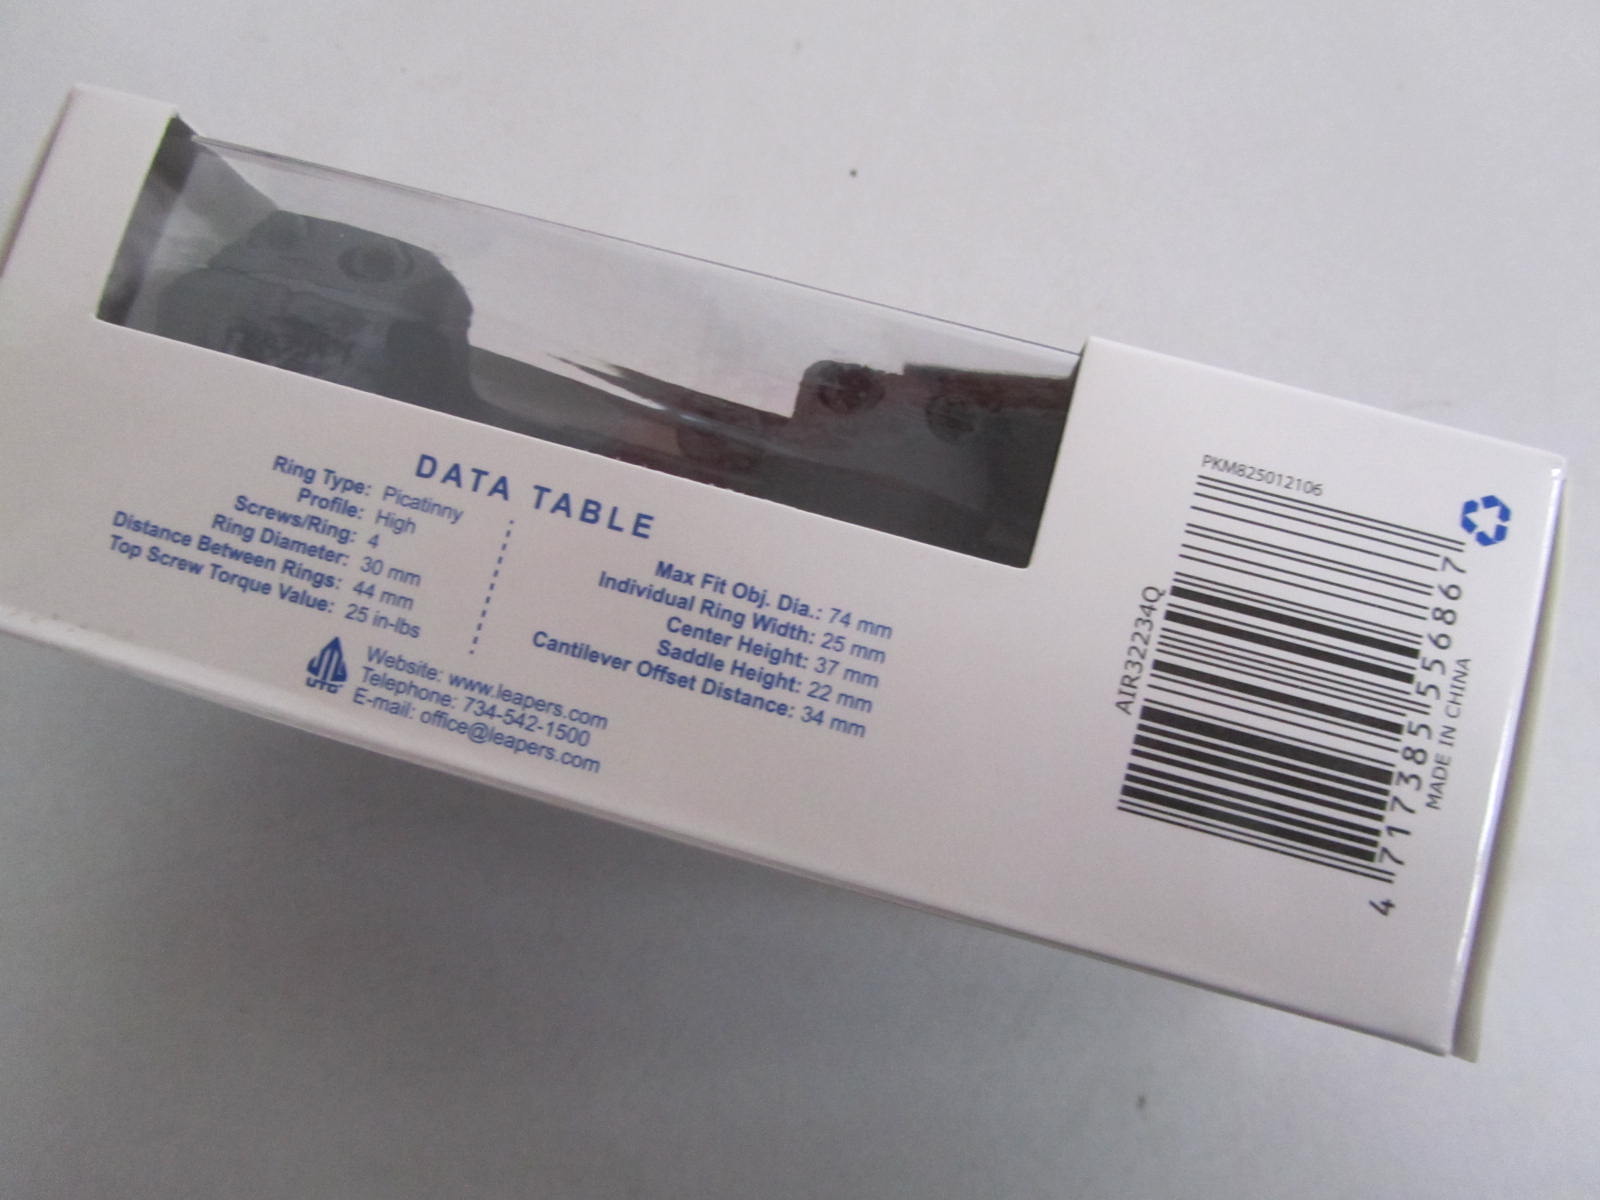 DATA TABLE
Ring Type: Picatinny
Profile: High
Screws/Ring: 4
Ring Diameter: 30 mm
Distance Between Rings: 44 mm
Top Screw Torque Value: 25 in-lbs
Max Fit Obj. Dia.: 74 mm
Individual Ring Width: 25 mm
Center Height: 37 mm
Saddle Height: 22 mm
Cantilever Offset Distance: 34 mm
UTG
Website: www.leapers.com
Telephone: 734-542-1500
E-mail: office@leapers.com
PKM825012106
AIR32234Q
4 717385 556867
MADE IN CHINA